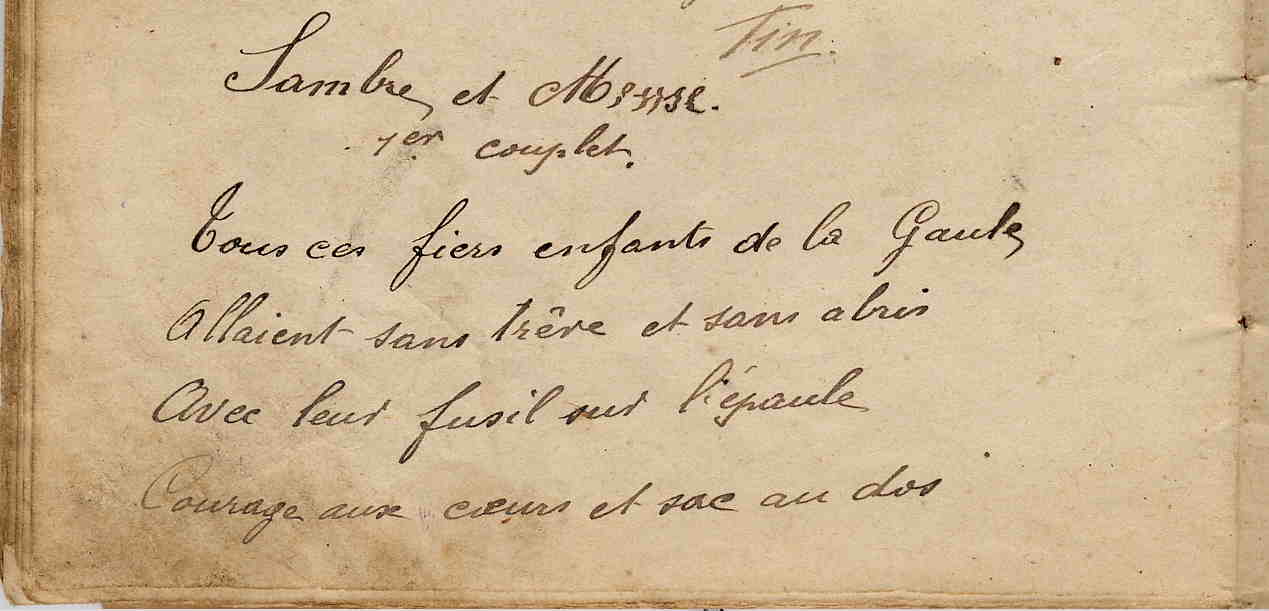 Fin.
Sambre et Meuse.
1er couplet.
Tous ces fiers enfants de la Gaule
Allaient sans trêve et sans abris
Avec leur fusil sur l'épaule
Courage aux cœurs et sac au dos